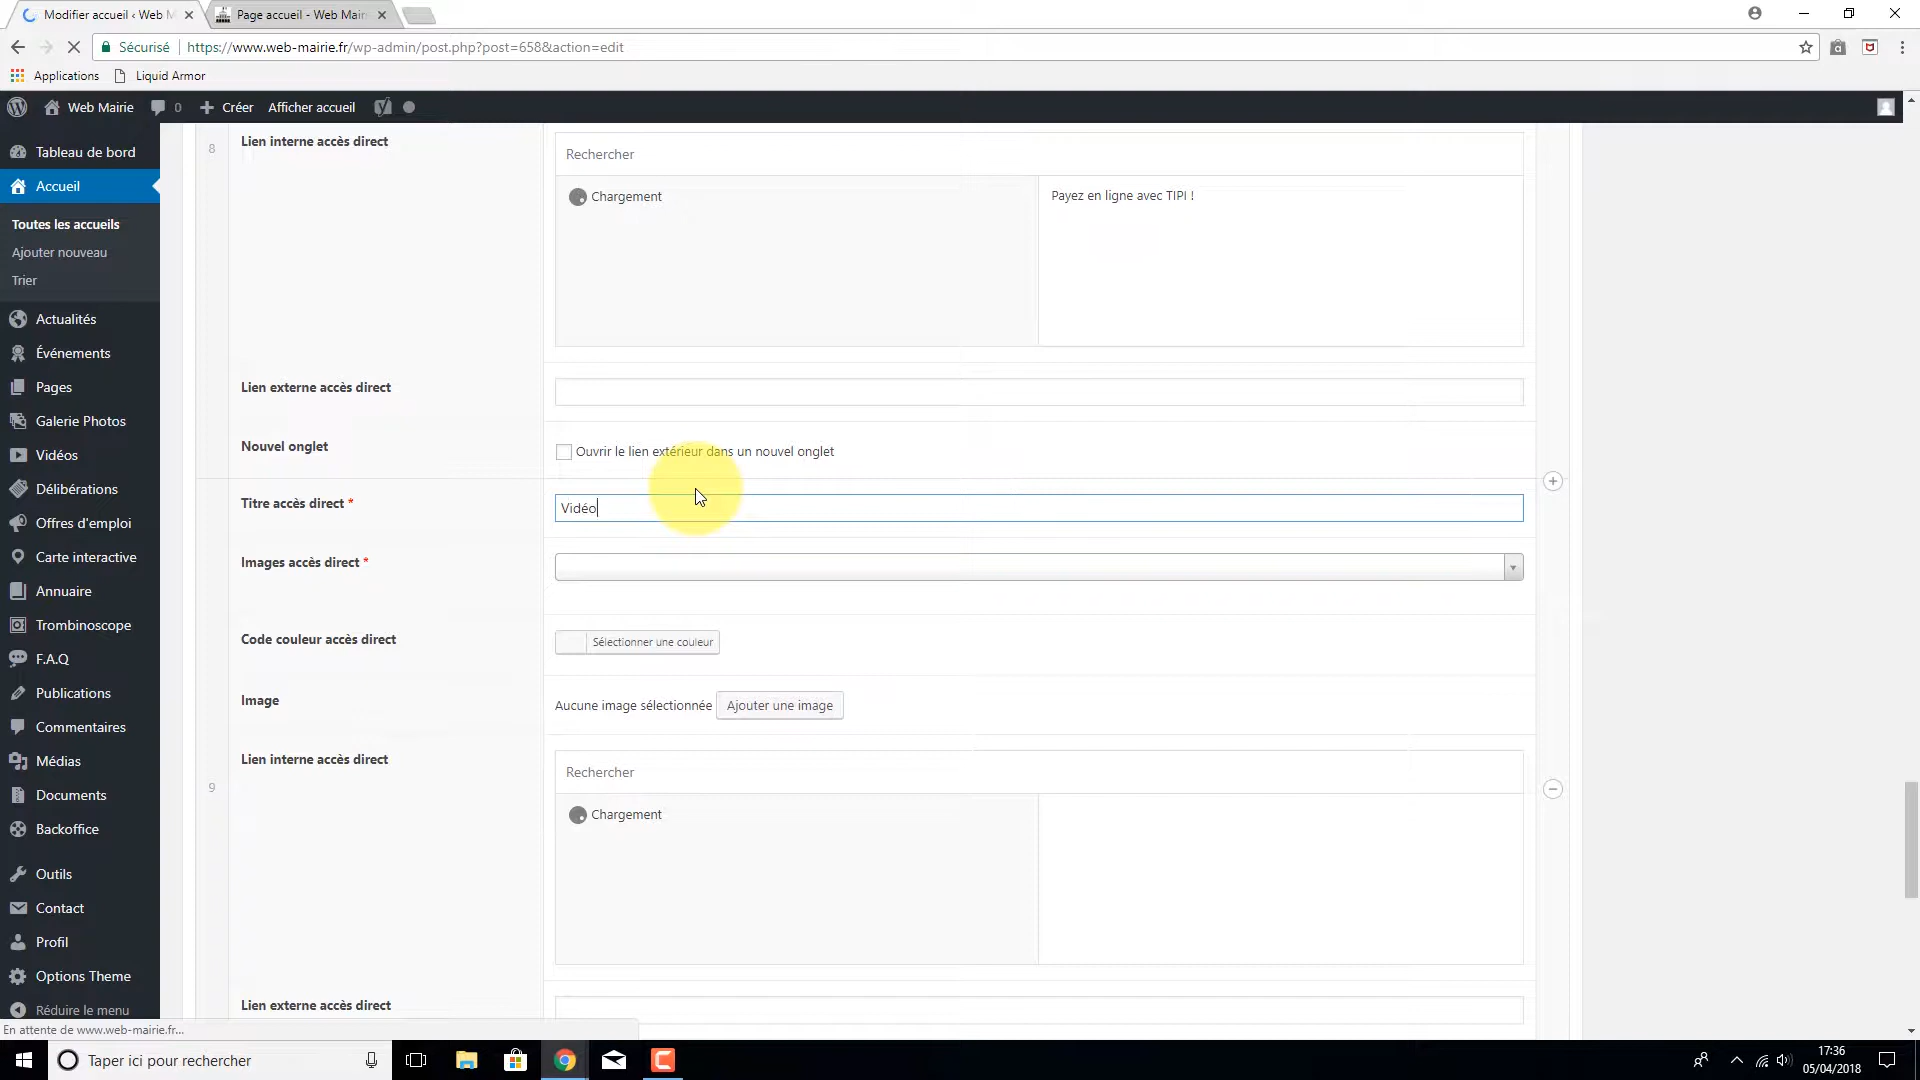 Modifier accueil ‹ Web M
Page accueil - Web Mairi
Sécurisé
https://www.web-mairie.fr/wp-admin/post.php?post=658&action=edit
Applications
Liquid Armor
Web Mairie
0
Créer
Afficher accueil
Tableau de bord
Accueil
Toutes les accueils
Ajouter nouveau
Trier
Actualités
Événements
Pages
Galerie Photos
Vidéos
Délibérations
Offres d'emploi
Carte interactive
Annuaire
Trombinoscope
F.A.Q
Publications
Commentaires
Médias
Documents
Backoffice
Outils
Contact
Profil
Options Theme
Réduire le menu
8
Lien interne accès direct
Rechercher
Chargement
Payez en ligne avec TIPI !
Lien externe accès direct
Nouvel onglet
Ouvrir le lien extérieur dans un nouvel onglet
Titre accès direct *
Vidéo
Images accès direct *
Code couleur accès direct
Sélectionner une couleur
Image
Aucune image sélectionnée
Ajouter une image
9
Lien interne accès direct
Rechercher
Chargement
Lien externe accès direct
En attente de www.web-mairie.fr...
Taper ici pour rechercher
17:36
05/04/2018